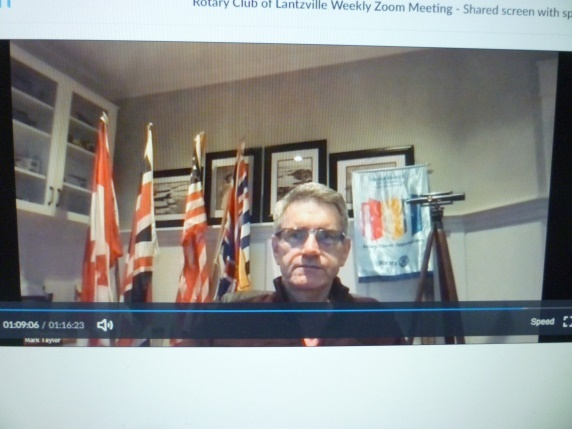 Rotary Club of Lantzville Weekly Zoom Meeting - Shared screen with sp
01:09:06 / 01:16:23
Speed
Mark Taylor